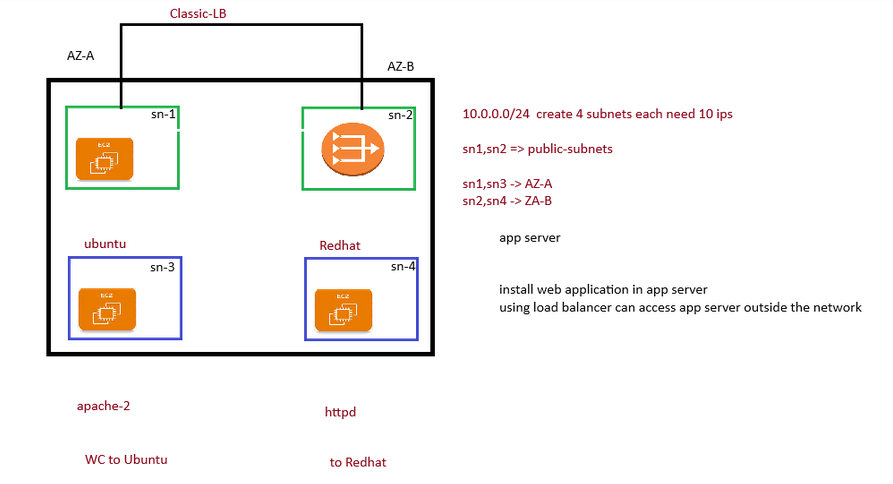 Classic-LB
AZ-A
AZ-B
sn-1
EC2
sn-2
10.0.0.0/24 create 4 subnets each need 10 ips
sn1,sn2 => public-subnets
sn1,sn3 -> AZ-A
sn2,sn4 -> ZA-B
app server
ubuntu
Redhat
sn-3
EC2
sn-4
EC2
install web application in app server
using load balancer can access app server outside the network
apache-2
httpd
WC to Ubuntu
to Redhat